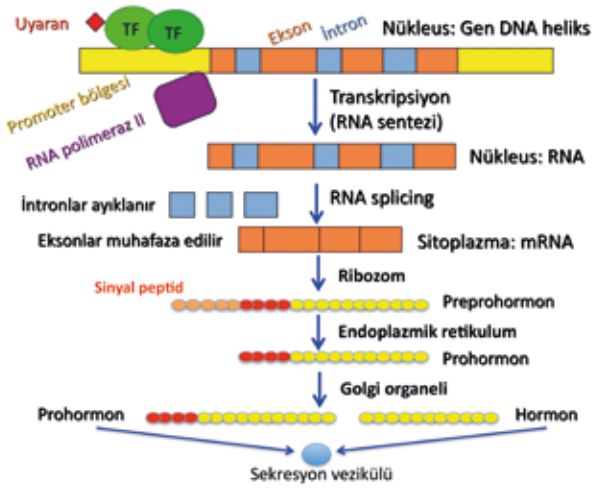 Uyaran
TF
TF
Ekson
İntron
Nükleus: Gen DNA heliks
Promoter bölgesi
RNA polimeraz II
Transkripsiyon
(RNA sentezi)
Nükleus: RNA
İntronlar ayıklanır
RNA splicing
Eksonlar muhafaza edilir
Sitoplazma: mRNA
Ribozom
Sinyal peptid
Preprohormon
Endoplazmik retikulum
Prohormon
Golgi organeli
Prohormon
Hormon
Sekresyon vezikülü